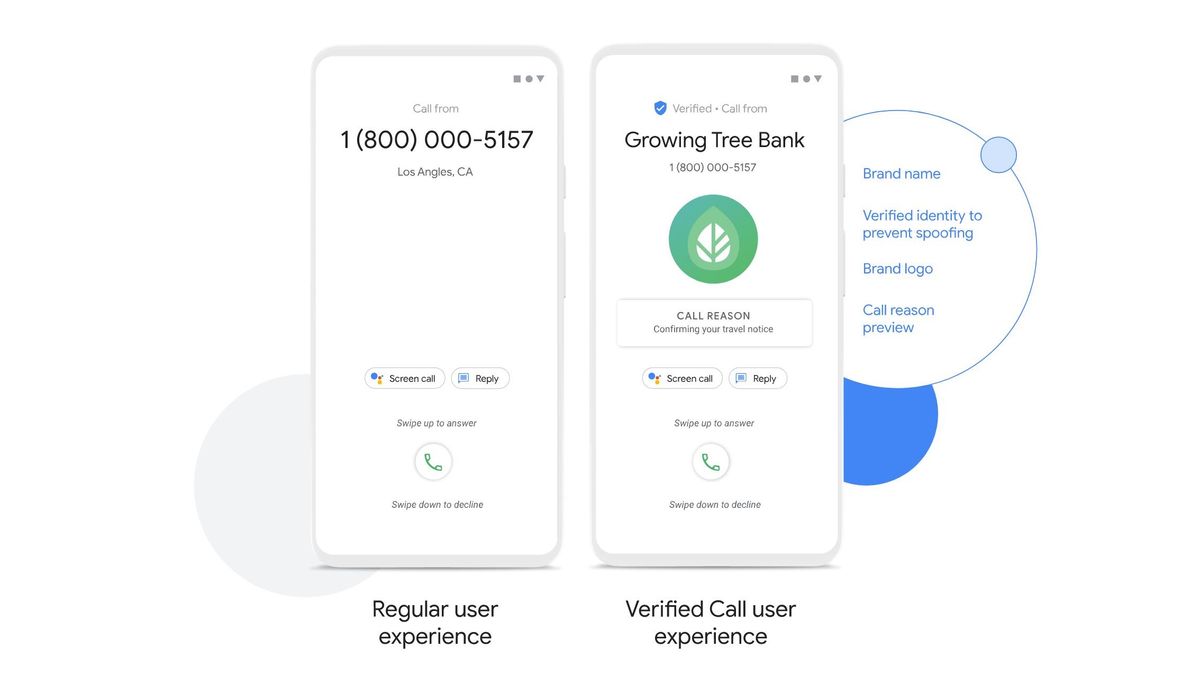 Call from
1 (800) 000-5157
Los Angles, CA
Screen call
Reply
Swipe up to answer
Swipe down to decline
Regular user
experience
Verified • Call from
Growing Tree Bank
1 (800) 000-5157
CALL REASON
Confirming your travel notice
Screen call
Reply
Swipe up to answer
Swipe down to decline
Verified Call user
experience
Brand name
Verified identity to
prevent spoofing
Brand logo
Call reason
preview